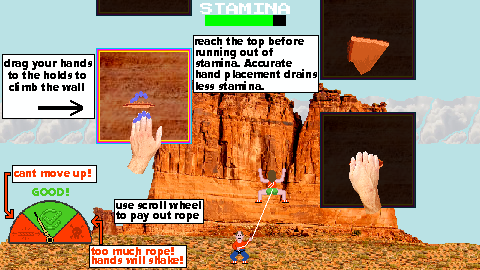 STAMINA
reach the top before
running out of
stamina. Accurate
hand placement drains
less stamina.
drag your hands
to the holds to
climb the wall
cant move up!
GOOD!
use scroll wheel
to pay out rope
too much rope!
hands will shake!